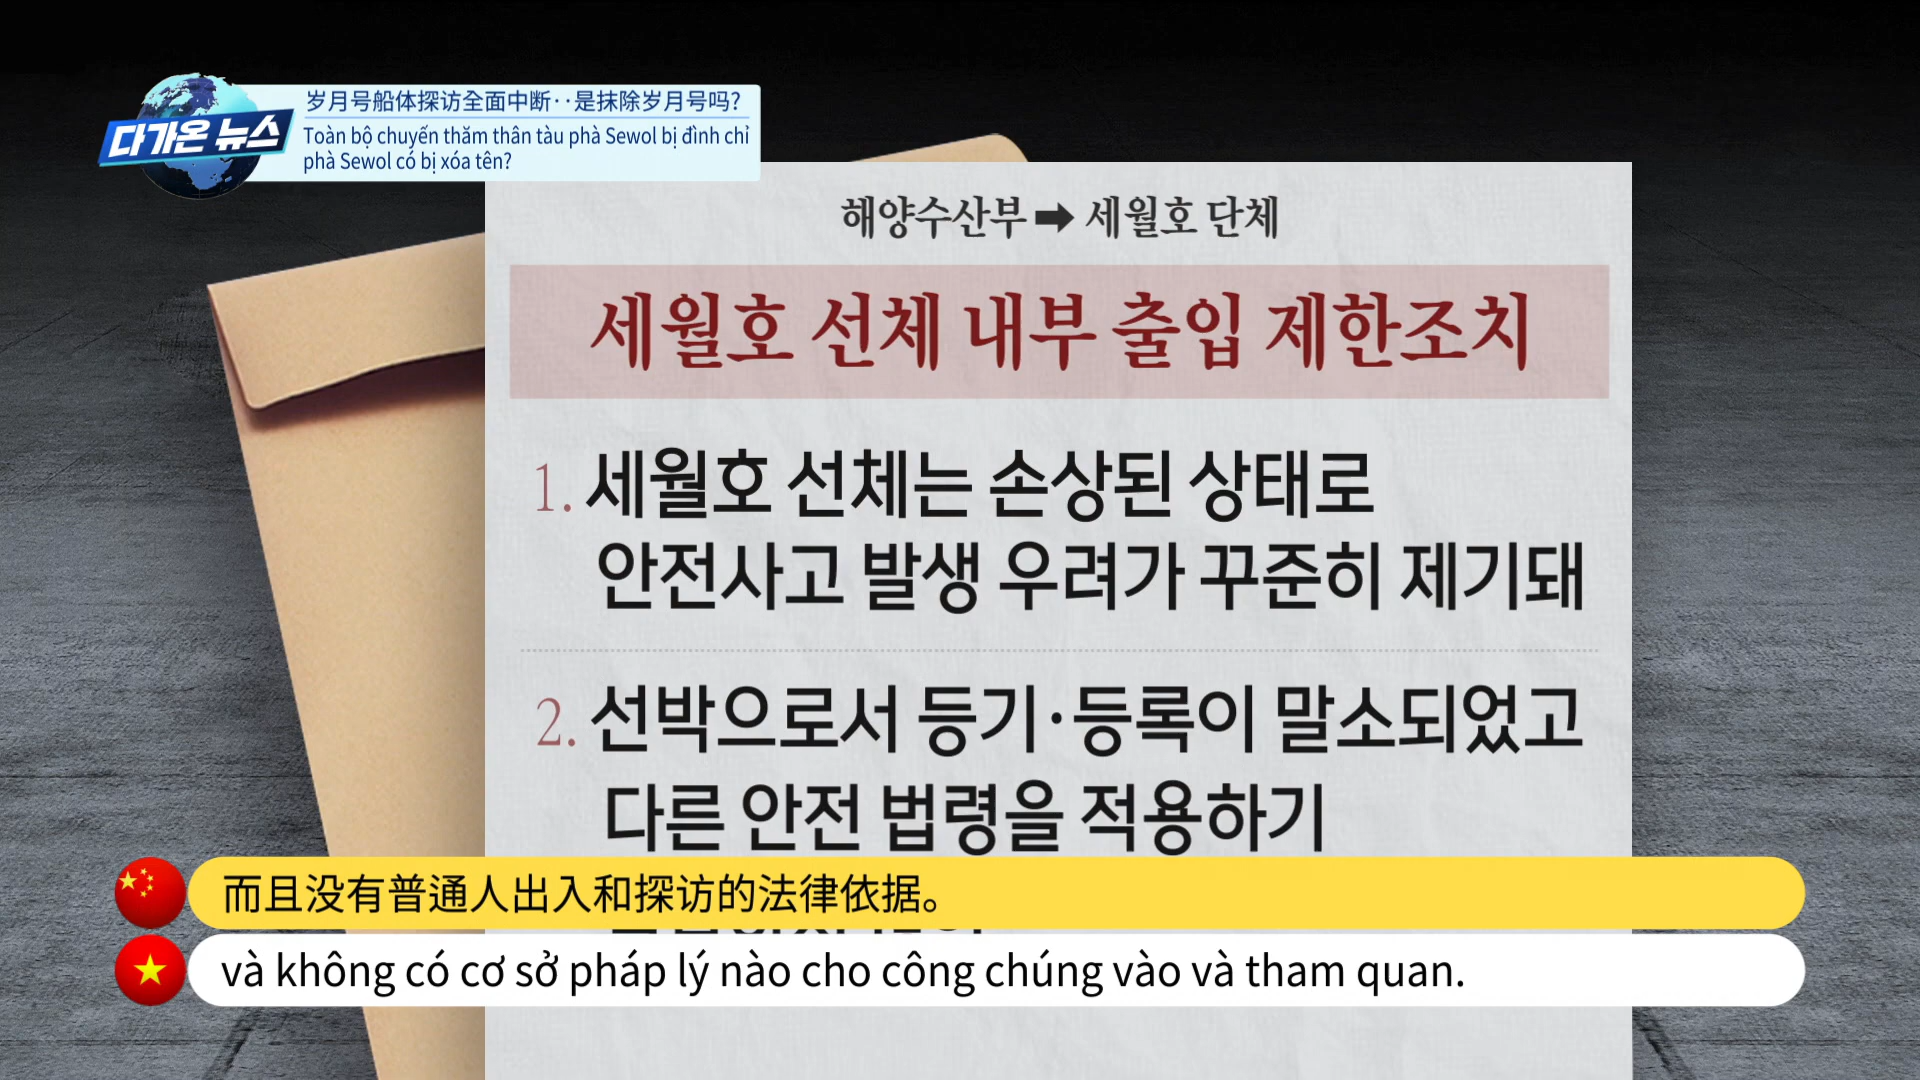 다가온 뉴스
岁月号船体探访全面中断‥是抹除岁月号吗?
Toàn bộ chuyến thăm thân tàu phà Sewol bị đình chỉ
phà Sewol có bị xóa tên?
해양수산부 ➡ 세월호 단체
세월호 선체 내부 출입 제한조치
1. 세월호 선체는 손상된 상태로
안전사고 발생 우려가 꾸준히 제기돼
2. 선박으로서 등기·등록이 말소되었고
다른 안전 법령을 적용하기
而且没有普通人出入和探访的法律依据。
và không có cơ sở pháp lý nào cho công chúng vào và tham quan.